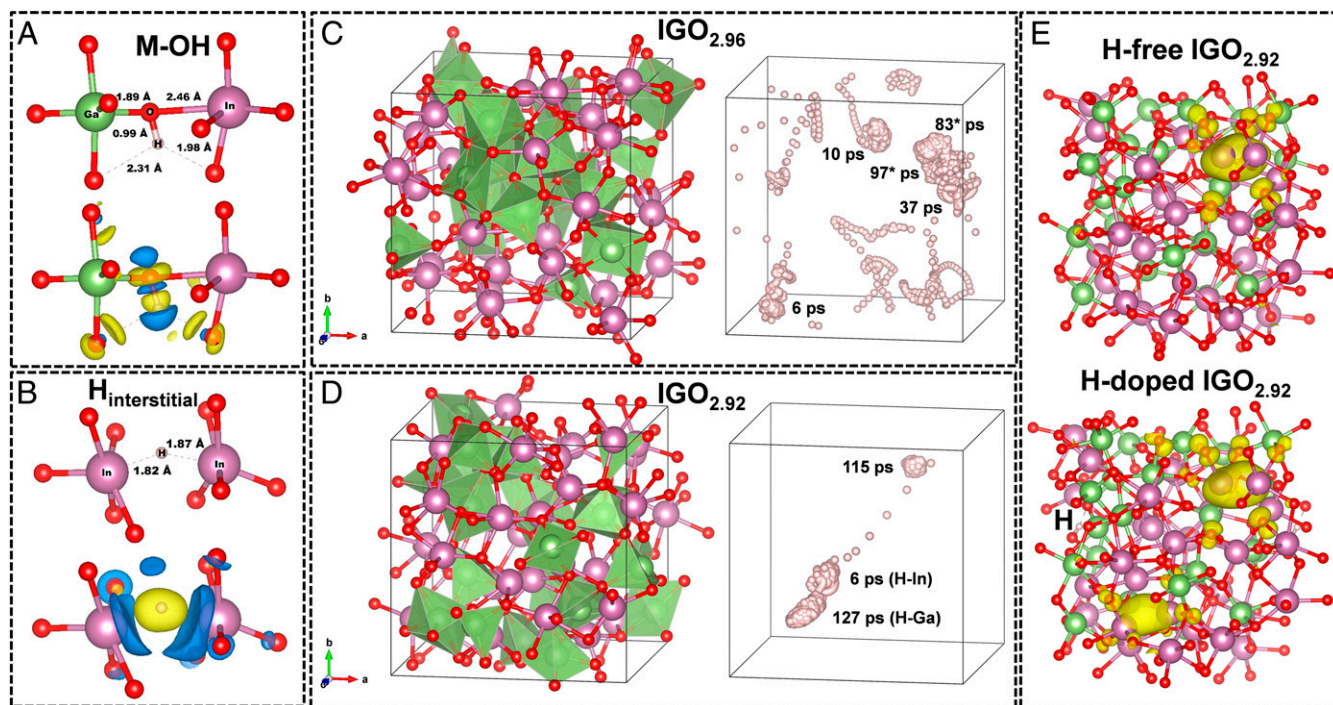 A
M-OH
1.89 Å
2.46 Å
Ga
O
In
0.99 Å
H
1.98 Å
2.31 Å
B
H interstitial
1.87 Å
H
In
1.82 Å
In
C
IGO2.96
83* ps
10 ps
97* ps
37 ps
6 ps
b
a
D
IGO2.92
115 ps
6 ps (H-In)
127 ps (H-Ga)
b
a
E
H-free IGO2.92
H-doped IGO2.92
H